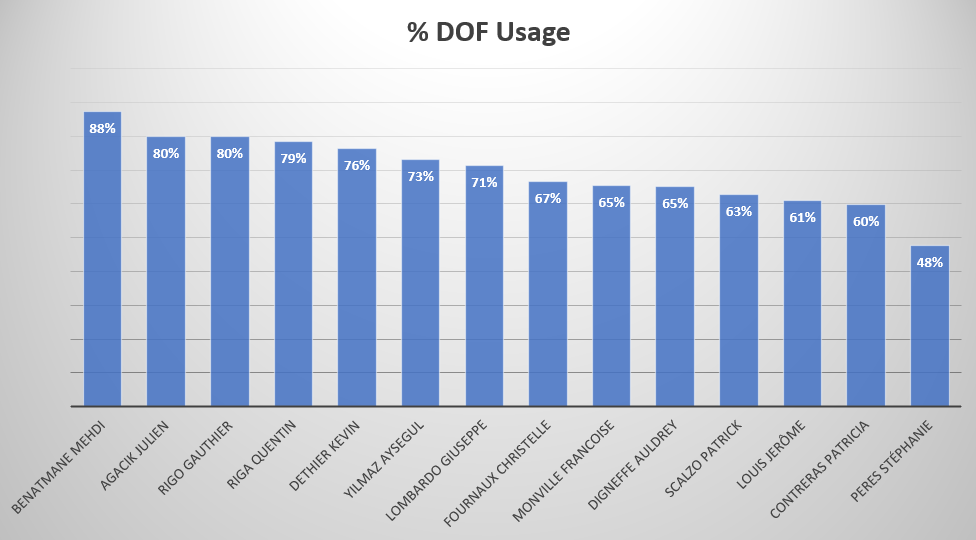 % DOF Usage
88%
80%
80%
79%
76%
73%
71%
67%
65%
65%
63%
61%
60%
48%
BENATMANE MEHDI
AGACIK JULIEN
RIGO GAUTHIER
RIGA QUENTIN
DETHIER KEVIN
YILMAZ AYSEGUL
LOMBARDO GIUSEPPE
FOURNAUX CHRISTELLE
MONVILLE FRANCOISE
DIGNEFFE AULDREY
SCALZO PATRICK
LOUIS JERÔME
CONTRERAS PATRICIA
PERES STÉPHANIE